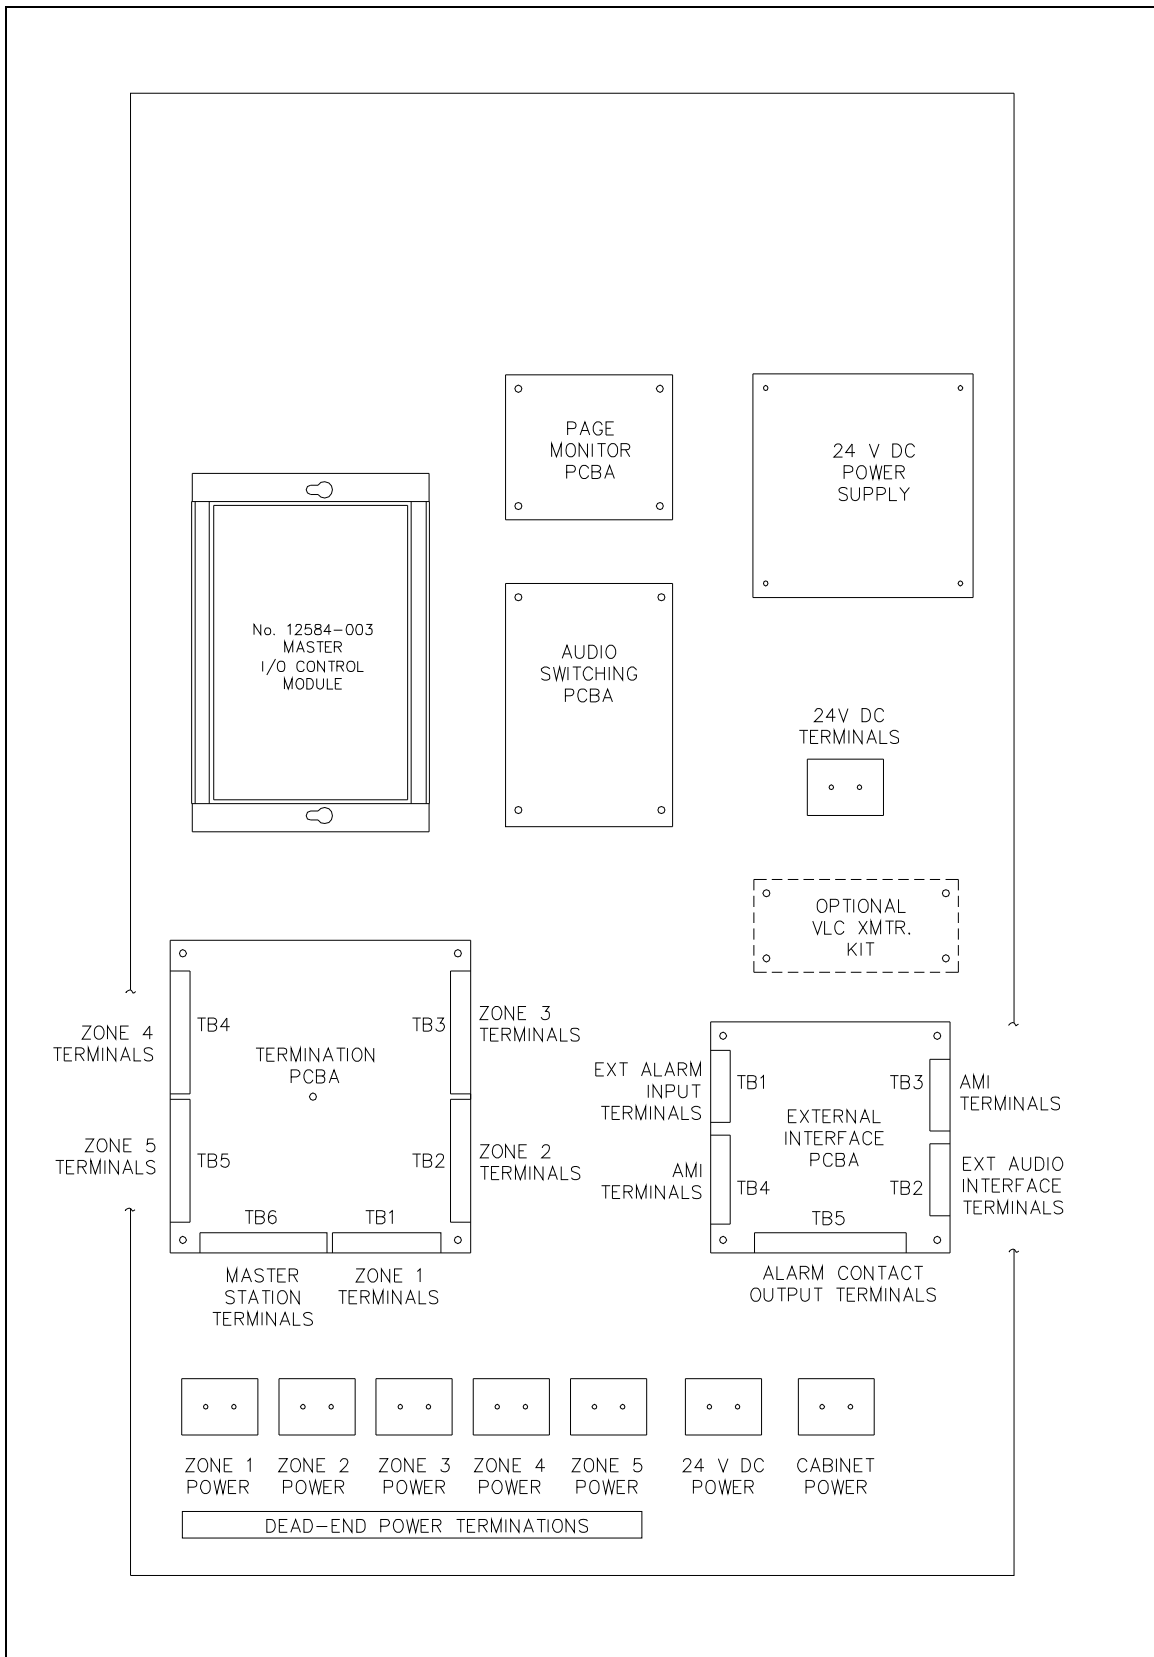 PAGE
MONITOR
PCBA
24 V DC
POWER
SUPPLY
No. 12584-003
MASTER
I/O CONTROL
MODULE
AUDIO
SWITCHING
PCBA
24V DC
TERMINALS
OPTIONAL
VLC XMTR.
KIT
ZONE 4
TERMINALS
TB4
TERMINATION
PCBA
TB3
ZONE 3
TERMINALS
ZONE 5
TERMINALS
TB5
TB2
ZONE 2
TERMINALS
TB6
TB1
MASTER
STATION
TERMINALS
ZONE 1
TERMINALS
EXT ALARM
INPUT
TERMINALS
TB1
EXTERNAL
INTERFACE
PCBA
TB3
AMI
TERMINALS
AMI
TERMINALS
TB4
TB2
EXT AUDIO
INTERFACE
TERMINALS
TB5
ALARM CONTACT
OUTPUT TERMINALS
ZONE 1
POWER
ZONE 2
POWER
ZONE 3
POWER
ZONE 4
POWER
ZONE 5
POWER
24 V DC
POWER
CABINET
POWER
DEAD-END POWER TERMINATIONS